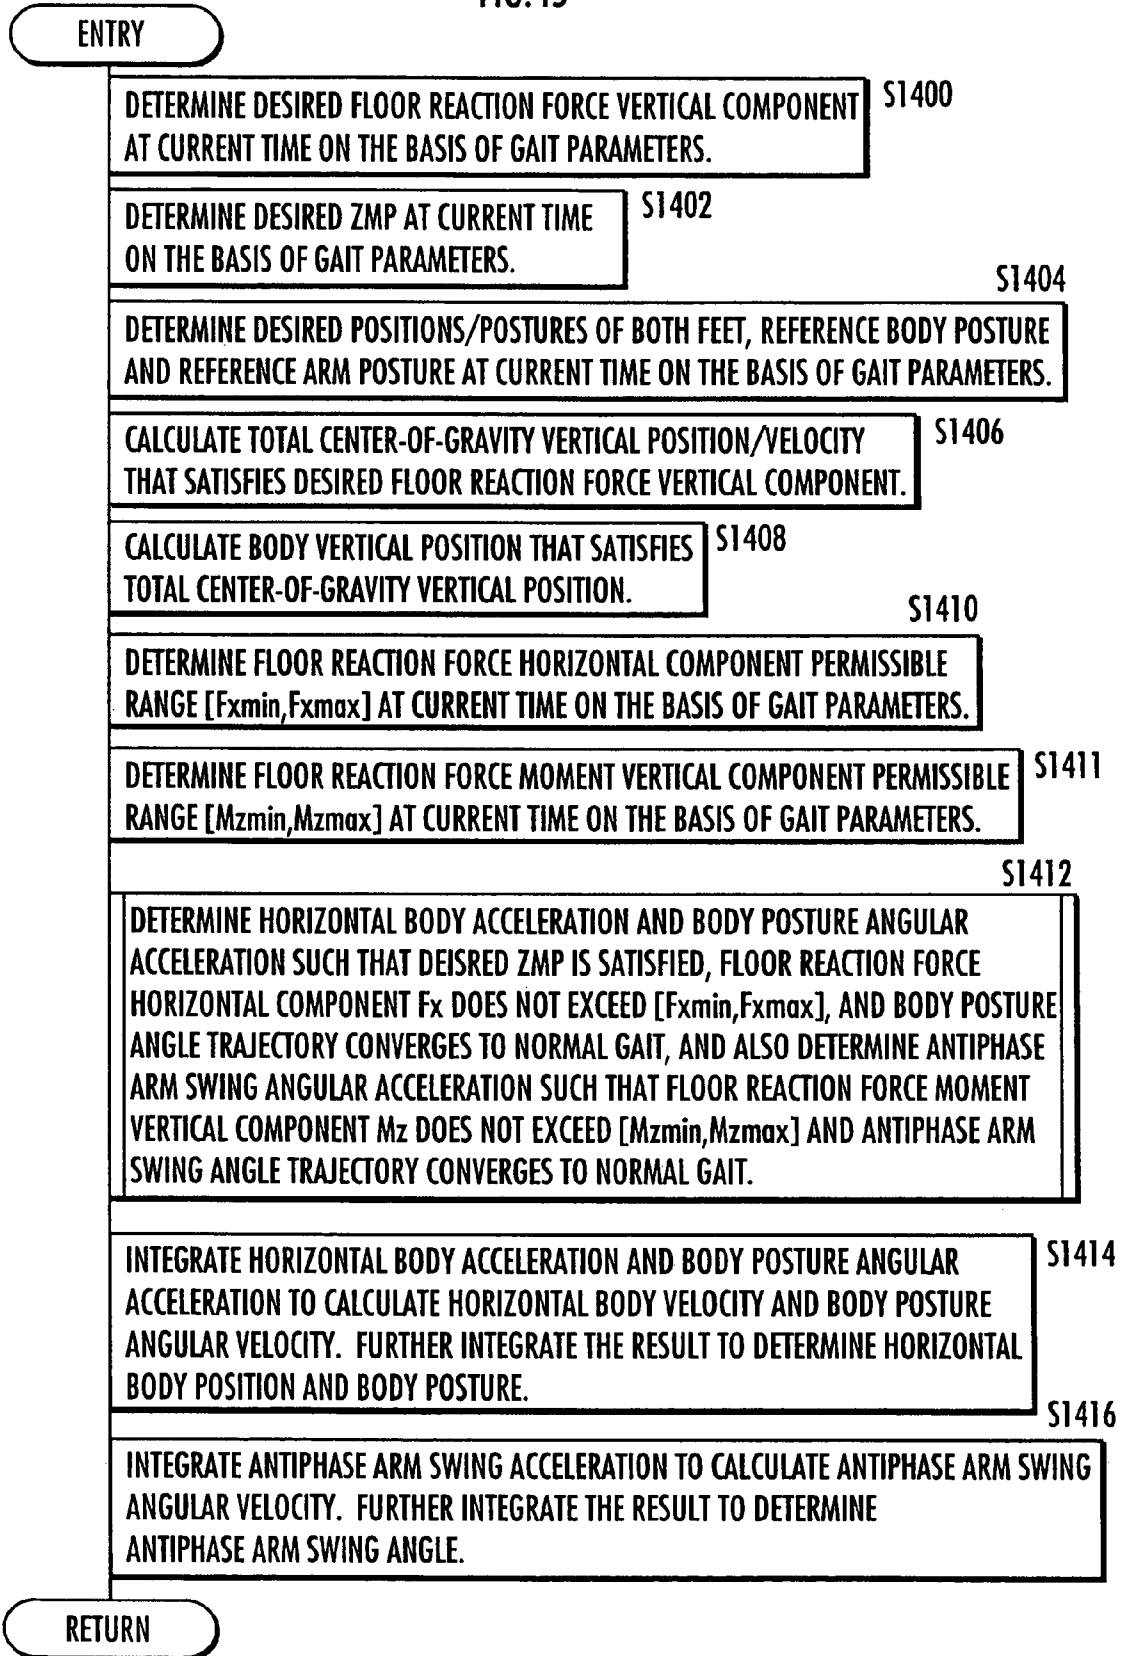 ENTRY
DETERMINE DESIRED FLOOR REACTION FORCE VERTICAL COMPONENT
AT CURRENT TIME ON THE BASIS OF GAIT PARAMETERS.
S1400
DETERMINE DESIRED ZMP AT CURRENT TIME
ON THE BASIS OF GAIT PARAMETERS.
S1402
S1404
DETERMINE DESIRED POSITIONS/POSTURES OF BOTH FEET, REFERENCE BODY POSTURE
AND REFERENCE ARM POSTURE AT CURRENT TIME ON THE BASIS OF GAIT PARAMETERS.
CALCULATE TOTAL CENTER-OF-GRAVITY VERTICAL POSITION/VELOCITY
THAT SATISFIES DESIRED FLOOR REACTION FORCE VERTICAL COMPONENT.
S1406
CALCULATE BODY VERTICAL POSITION THAT SATISFIES
TOTAL CENTER-OF-GRAVITY VERTICAL POSITION.
S1408
S1410
DETERMINE FLOOR REACTION FORCE HORIZONTAL COMPONENT PERMISSIBLE
RANGE [Fxmin,Fxmax] AT CURRENT TIME ON THE BASIS OF GAIT PARAMETERS.
DETERMINE FLOOR REACTION FORCE MOMENT VERTICAL COMPONENT PERMISSIBLE
RANGE [Mzmin,Mzmax] AT CURRENT TIME ON THE BASIS OF GAIT PARAMETERS.
S1411
S1412
DETERMINE HORIZONTAL BODY ACCELERATION AND BODY POSTURE ANGULAR
ACCELERATION SUCH THAT DEISRED ZMP IS SATISFIED, FLOOR REACTION FORCE
HORIZONTAL COMPONENT Fx DOES NOT EXCEED [Fxmin,Fxmax], AND BODY POSTURE
ANGLE TRAJECTORY CONVERGES TO NORMAL GAIT, AND ALSO DETERMINE ANTIPHASE
ARM SWING ANGULAR ACCELERATION SUCH THAT FLOOR REACTION FORCE MOMENT
VERTICAL COMPONENT Mz DOES NOT EXCEED [Mzmin,Mzmax] AND ANTIPHASE ARM
SWING ANGLE TRAJECTORY CONVERGES TO NORMAL GAIT.
INTEGRATE HORIZONTAL BODY ACCELERATION AND BODY POSTURE ANGULAR
ACCELERATION TO CALCULATE HORIZONTAL BODY VELOCITY AND BODY POSTURE
ANGULAR VELOCITY. FURTHER INTEGRATE THE RESULT TO DETERMINE HORIZONTAL
BODY POSITION AND BODY POSTURE.
S1414
S1416
INTEGRATE ANTIPHASE ARM SWING ACCELERATION TO CALCULATE ANTIPHASE ARM SWING
ANGULAR VELOCITY. FURTHER INTEGRATE THE RESULT TO DETERMINE
ANTIPHASE ARM SWING ANGLE.
RETURN